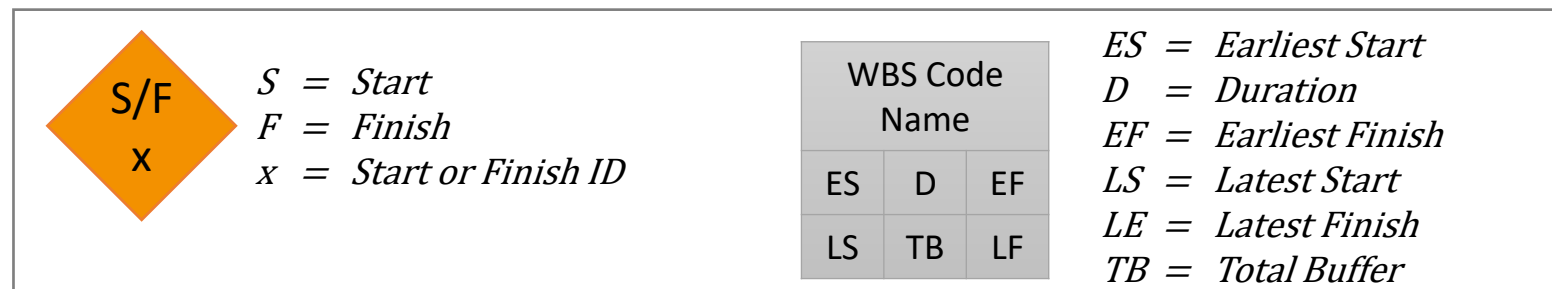 S/F
x
S = Start
F = Finish
x = Start or Finish ID
WBS Code
Name
ES D EF
LS TB LF
ES = Earliest Start
D = Duration
EF = Earliest Finish
LS = Latest Start
LE = Latest Finish
TB = Total Buffer